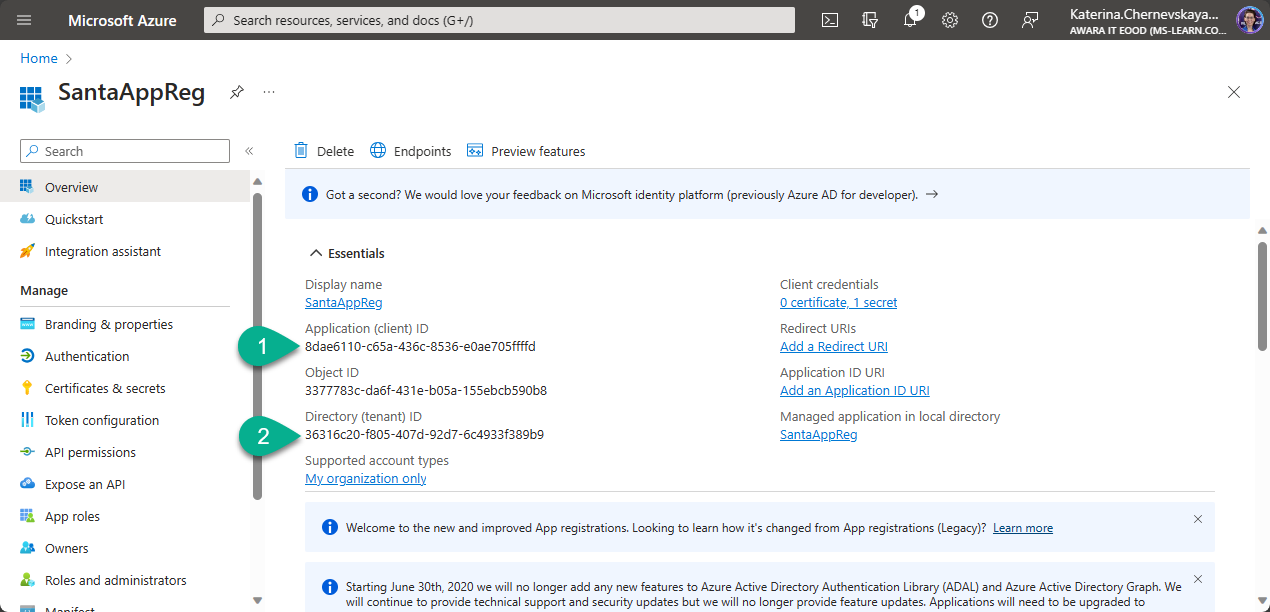 Microsoft Azure
Search resources, services, and docs (G+/)
1
Katerina.Chernevskaya...
AWARA IT EOOD (MS-LEARN.CO...
Home
SantaAppReg
Search
Delete
Endpoints
Preview features
Overview
Quickstart
Integration assistant
Manage
Branding & properties
Authentication
Certificates & secrets
Token configuration
API permissions
Expose an API
App roles
Owners
Roles and administrators
Manifest
Got a second? We would love your feedback on Microsoft identity platform (previously Azure AD for developer).
Essentials
Display name
SantaAppReg
Application (client) ID
1
8dae6110-c65a-436c-8536-e0ae705ffffd
Object ID
3377783c-da6f-431e-b05a-155ebcb590b8
Directory (tenant) ID
2
36316c20-f805-407d-92d7-6c4933f389b9
Supported account types
My organization only
Client credentials
0 certificate, 1 secret
Redirect URIs
Add a Redirect URI
Application ID URI
Add an Application ID URI
Managed application in local directory
SantaAppReg
Welcome to the new and improved App registrations. Looking to learn how it's changed from App registrations (Legacy)? Learn more
Starting June 30th, 2020 we will no longer add any new features to Azure Active Directory Authentication Library (ADAL) and Azure Active Directory Graph. We
will continue to provide technical support and security updates but we will no longer provide feature updates. Applications will need to be upgraded to